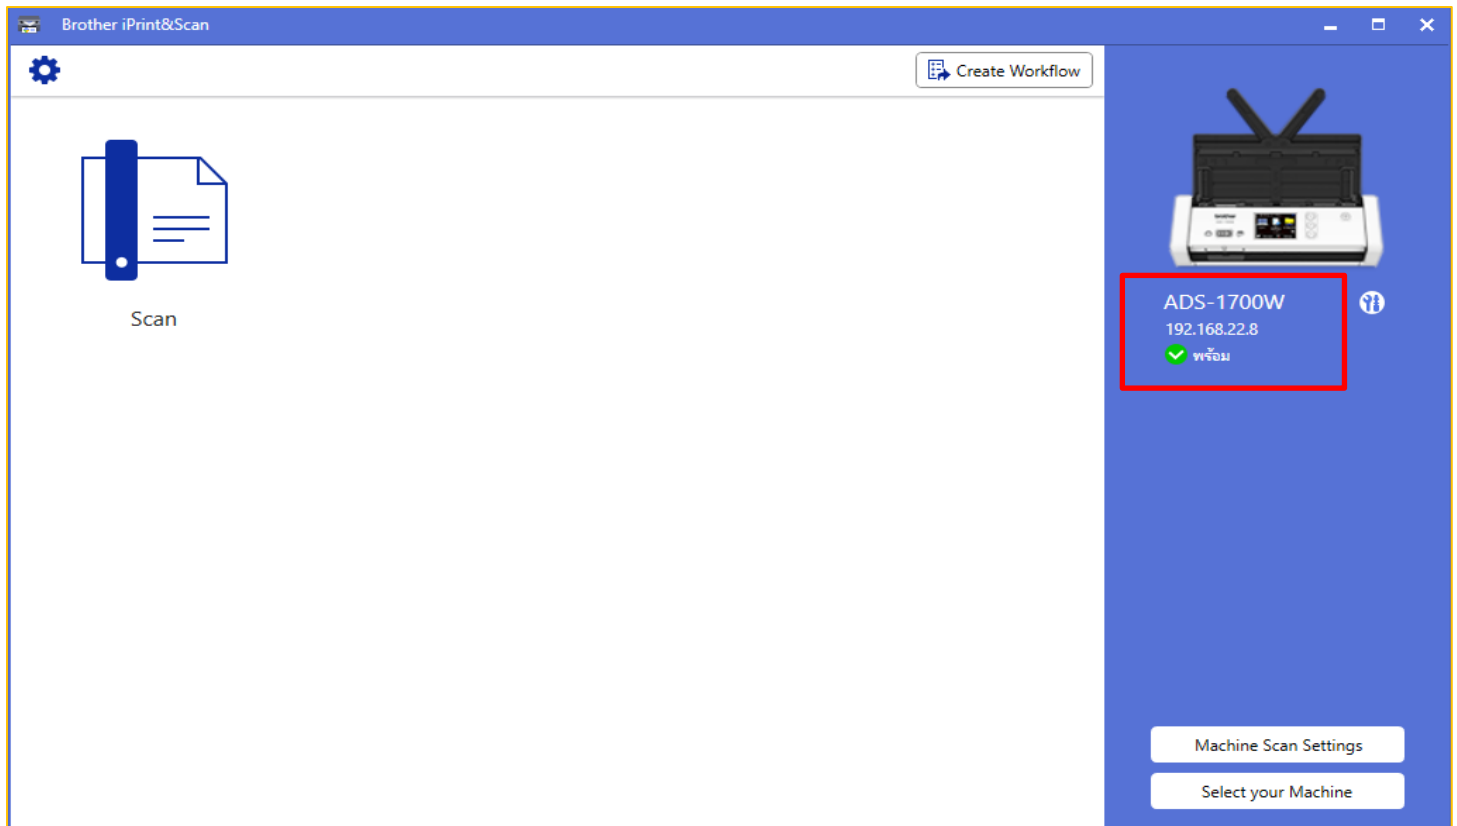 Brother iPrint&Scan
Create Workflow
Scan
brother
ADS-1700W
192.168.22.8
พร้อม
Machine Scan Settings
Select your Machine